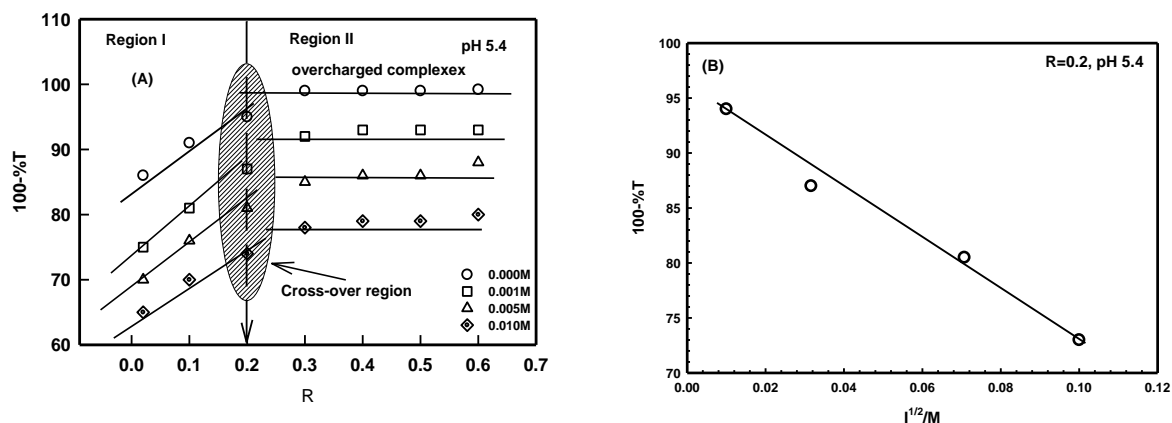 110
100
90
80
70
60
100-%T
Region I
Region II
pH 5.4
(A)
overcharged complexex
Cross-over region
0.000M
0.001M
0.005M
0.010M
0.0 0.1 0.2 0.3 0.4 0.5 0.6 0.7
R
100
95
90
85
80
75
70
100-%T
(B)
R=0.2, pH 5.4
0.00 0.02 0.04 0.06 0.08 0.10 0.12
I^1/2/M